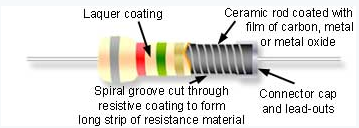 Laquer coating
Ceramic rod coated with
film of carbon, metal
or metal oxide
Spiral groove cut through
resistive coating to form
long strip of resistance material
Connector cap
and lead-outs